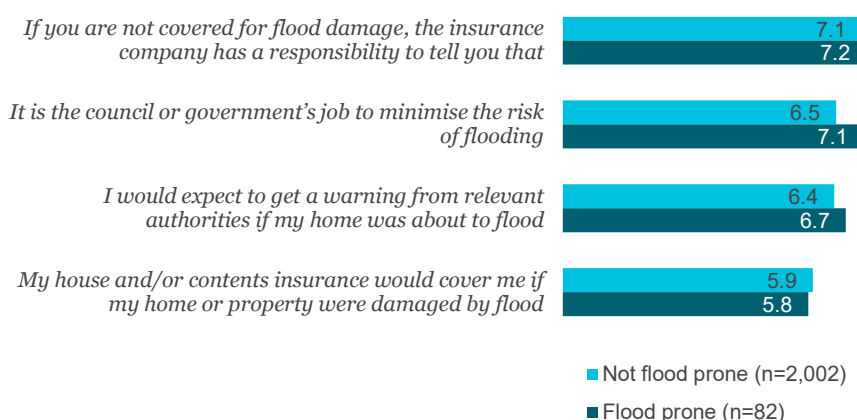 If you are not covered for flood damage, the insurance
company has a responsibility to tell you that
7.1
7.2
It is the council or government’s job to minimise the risk
of flooding
6.5
7.1
I would expect to get a warning from relevant
authorities if my home was about to flood
6.4
6.7
My house and/or contents insurance would cover me if
my home or property were damaged by flood
5.9
5.8
Not flood prone (n=2,002)
Flood prone (n=82)